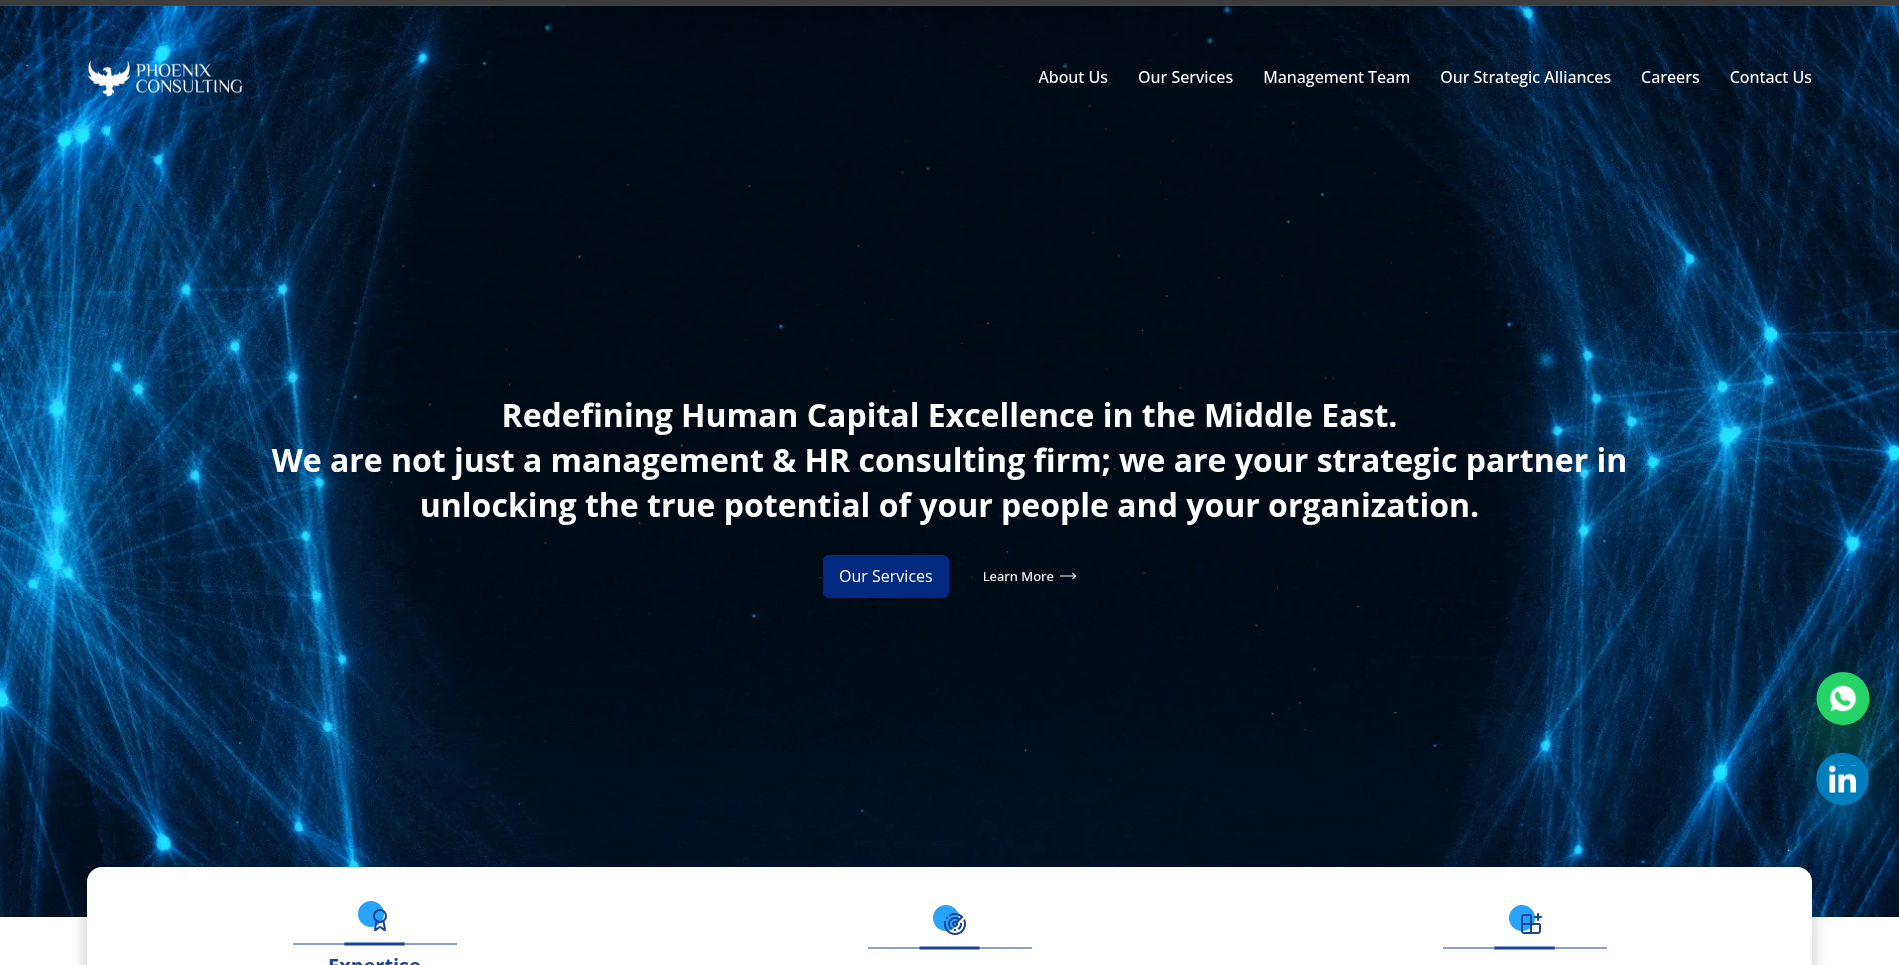 PHOENIX
CONSULTING
About Us
Our Services
Management Team
Our Strategic Alliances
Careers
Contact Us
Redefining Human Capital Excellence in the Middle East.
We are not just a management & HR consulting firm; we are your strategic partner in
unlocking the true potential of your people and your organization.
Our Services
Learn More
in
Expertise